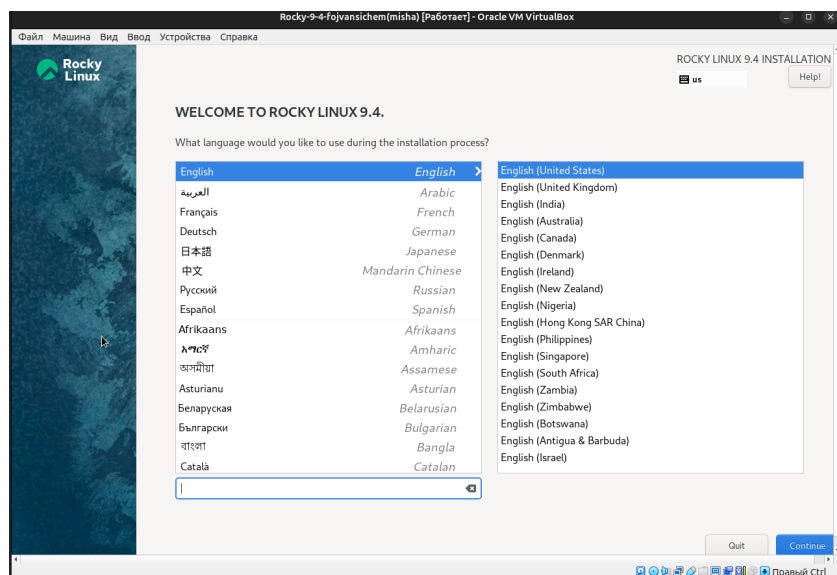 Rocky-9-4-fojvansichem(misha) [Работает] - Oracle VM VirtualBox
Файл Машина Вид Ввод Устройства Справка
Rocky Linux
ROCKY LINUX 9.4 INSTALLATION
us
Help!
WELCOME TO ROCKY LINUX 9.4.
What language would you like to use during the installation process?
English English
العربية Arabic
Français French
Deutsch German
日本語 Japanese
中文 Mandarin Chinese
Русский Russian
Español Spanish
Afrikaans Afrikaans
አማርኛ Amharic
অসমীয়া Assamese
Asturianu Asturian
Беларуская Belarusian
Български Bulgarian
বাংলা Bangla
Català Catalan
English (United States)
English (United Kingdom)
English (India)
English (Australia)
English (Canada)
English (Denmark)
English (Ireland)
English (New Zealand)
English (Nigeria)
English (Hong Kong SAR China)
English (Philippines)
English (Singapore)
English (South Africa)
English (Zambia)
English (Zimbabwe)
English (Botswana)
English (Antigua & Barbuda)
English (Israel)
Quit
Continue
Правый Ctrl